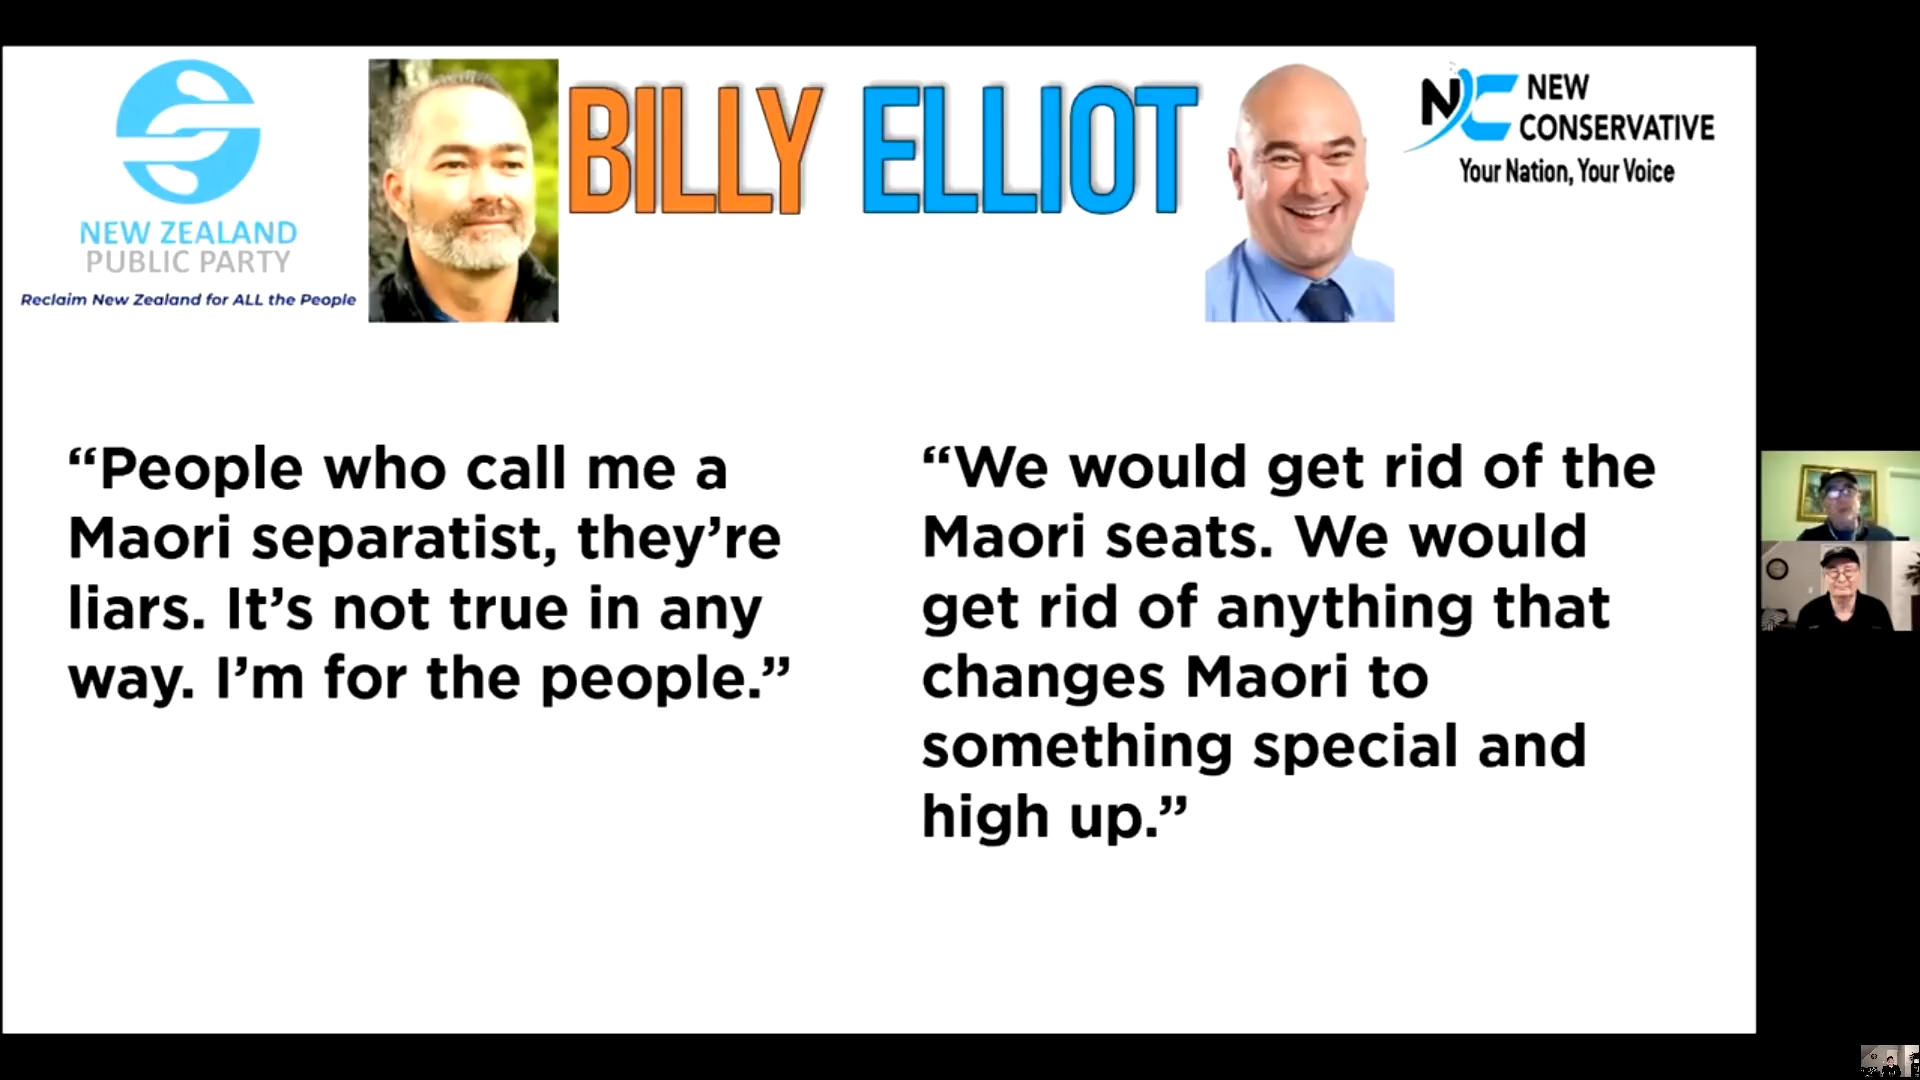 NEW ZEALAND
PUBLIC PARTY
Reclaim New Zealand for ALL the People
BILLY ELLIOT
NC NEW
CONSERVATIVE
Your Nation, Your Voice
“People who call me a
Maori separatist, they’re
liars. It’s not true in any
way. I’m for the people.”
“We would get rid of the
Maori seats. We would
get rid of anything that
changes Maori to
something special and
high up.”